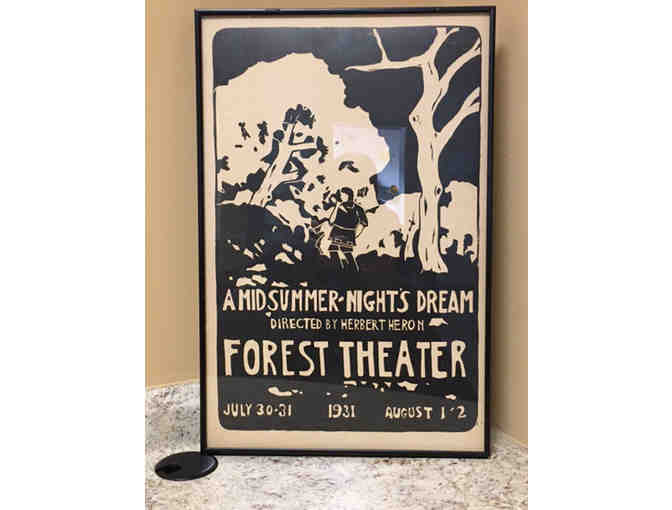 A MIDSUMMER-NIGHT'S DREAM
DIRECTED BY HERBERT HERON
FOREST THEATER
JULY 30-31 1931 AUGUST 1-2